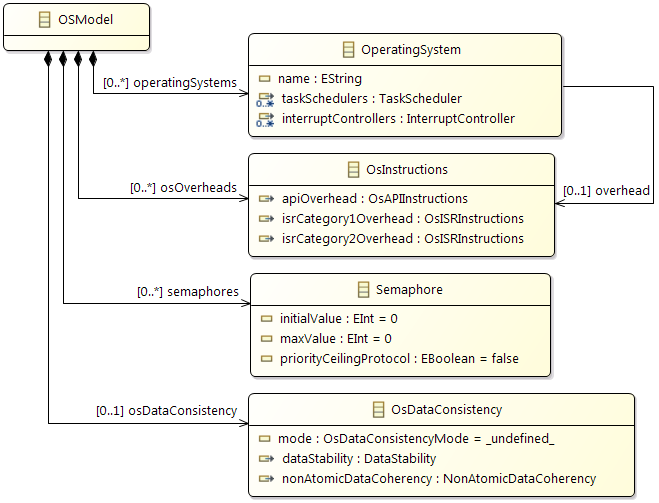 OSModel
[0..*] operatingSystems
OperatingSystem
name : EString
0..*
taskSchedulers : TaskScheduler
0..*
interruptControllers : InterruptController
[0..1] overhead
[0..*] osOverheads
OsInstructions
apiOverhead : OsAPIInstructions
isrCategory1Overhead : OsISRInstructions
isrCategory2Overhead : OsISRInstructions
[0..*] semaphores
Semaphore
initialValue : EInt = 0
maxValue : EInt = 0
priorityCeilingProtocol : EBoolean = false
[0..1] osDataConsistency
OsDataConsistency
mode : OsDataConsistencyMode = _undefined_
dataStability : DataStability
nonAtomicDataCoherency : NonAtomicDataCoherency